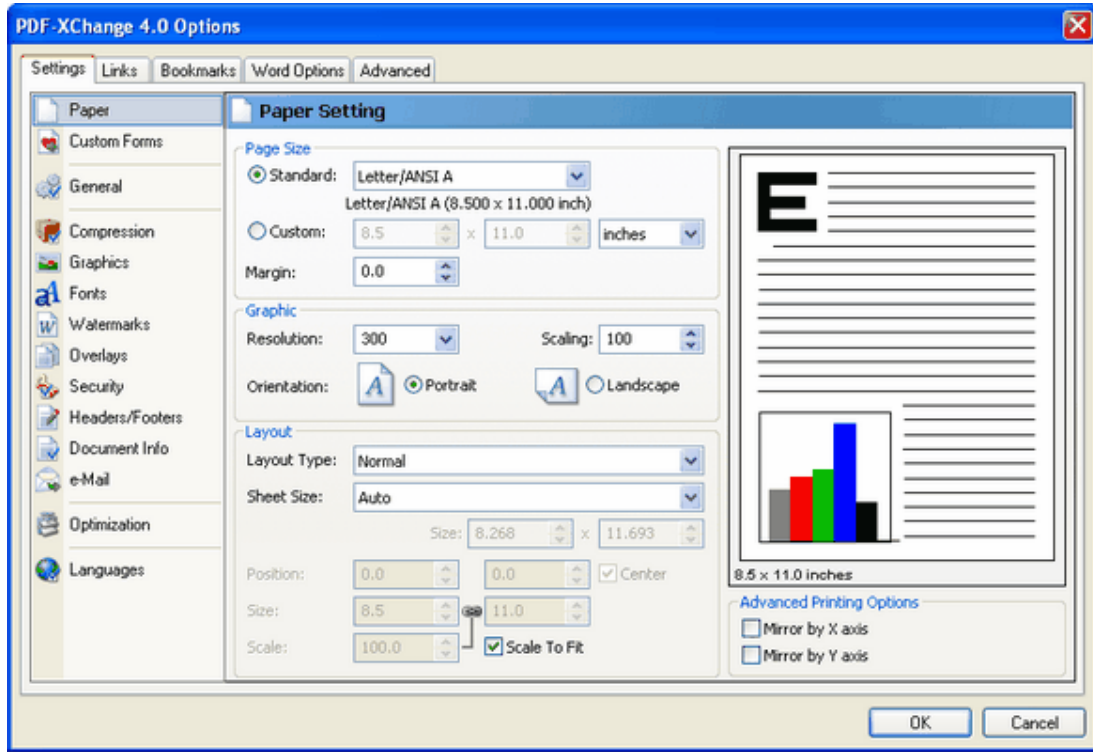 PDF-XChange 4.0 Options
Settings Links Bookmarks Word Options Advanced
Paper
Custom Forms
General
Compression
Graphics
Fonts
Watermarks
Overlays
Security
Headers/Footers
Document Info
e-Mail
Optimization
Languages
Paper Setting
Page Size
Standard: Letter/ANSI A
Letter/ANSI A (8.500 x 11.000 inch)
Custom: 8.5 x 11.0 inches
Margin: 0.0
Graphic
Resolution: 300 Scaling: 100
Orientation: A Portrait A Landscape
Layout
Layout Type: Normal
Sheet Size: Auto
Size: 8.268 x 11.693
Position: 0.0 0.0 Center
Size: 8.5 11.0
Scale: 100.0 Scale To Fit
E
8.5 x 11.0 inches
Advanced Printing Options
Mirror by X axis
Mirror by Y axis
OK Cancel